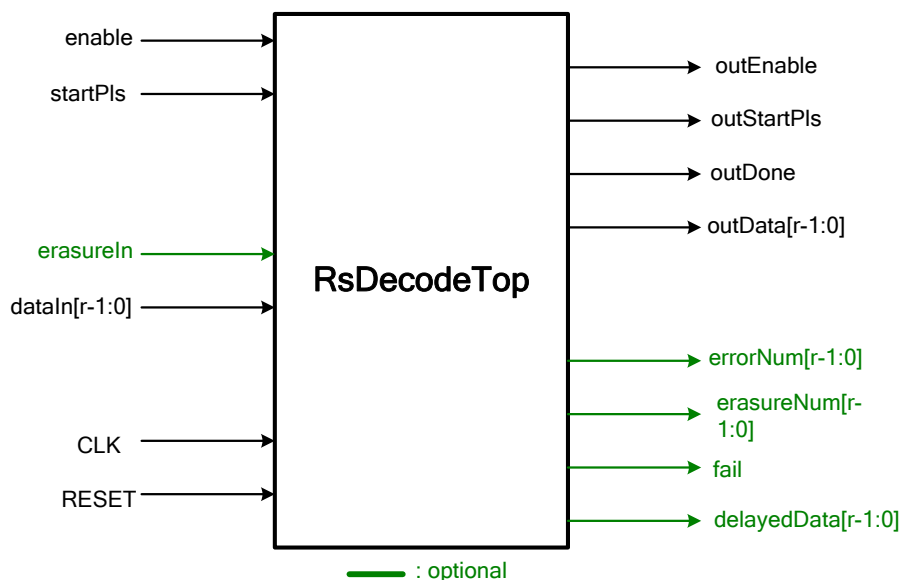 enable
startPls
erasureIn
dataIn[r-1:0]
CLK
RESET
RsDecodeTop
outEnable
outStartPls
outDone
outData[r-1:0]
errorNum[r-1:0]
erasureNum[r-
1:0]
fail
delayedData[r-1:0]
: optional